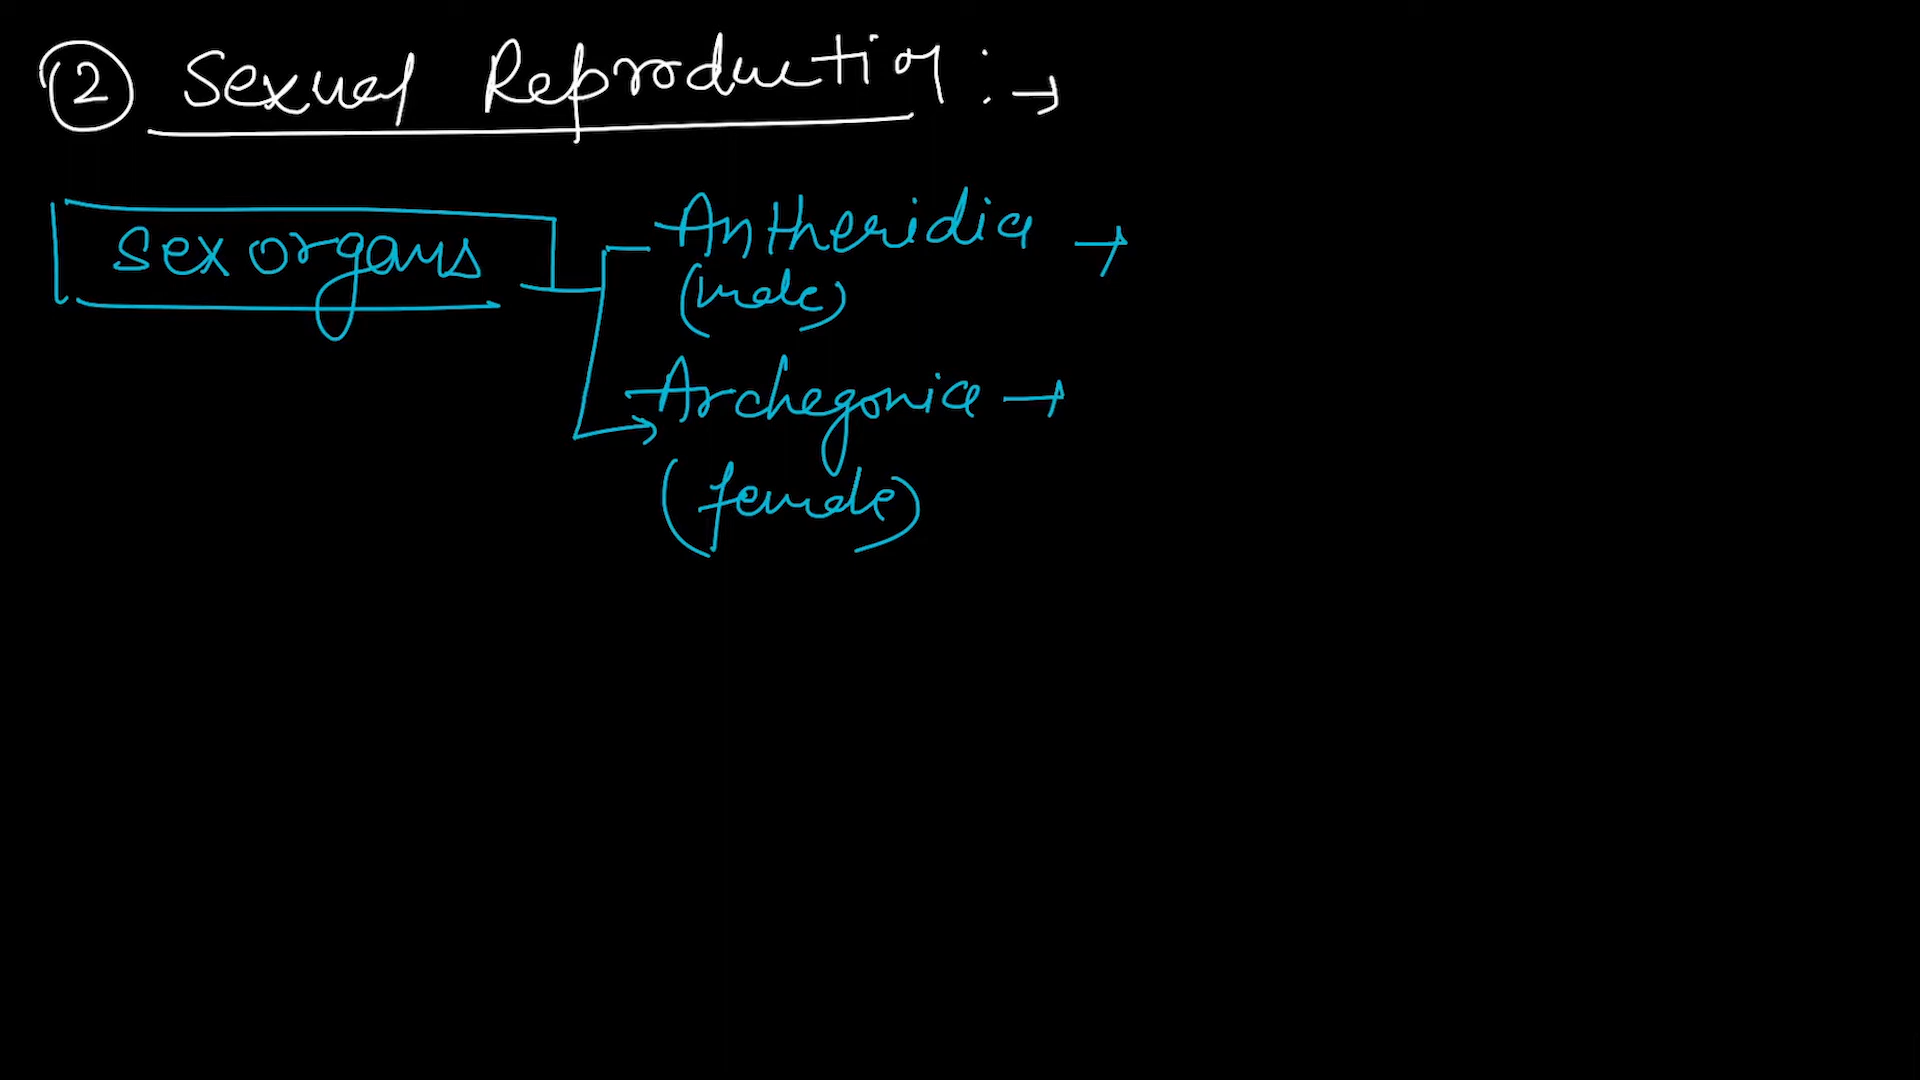 ② Sexual Reproduction :→
Sex organs
Antheridia →
(male)
Archegonia →
(female)